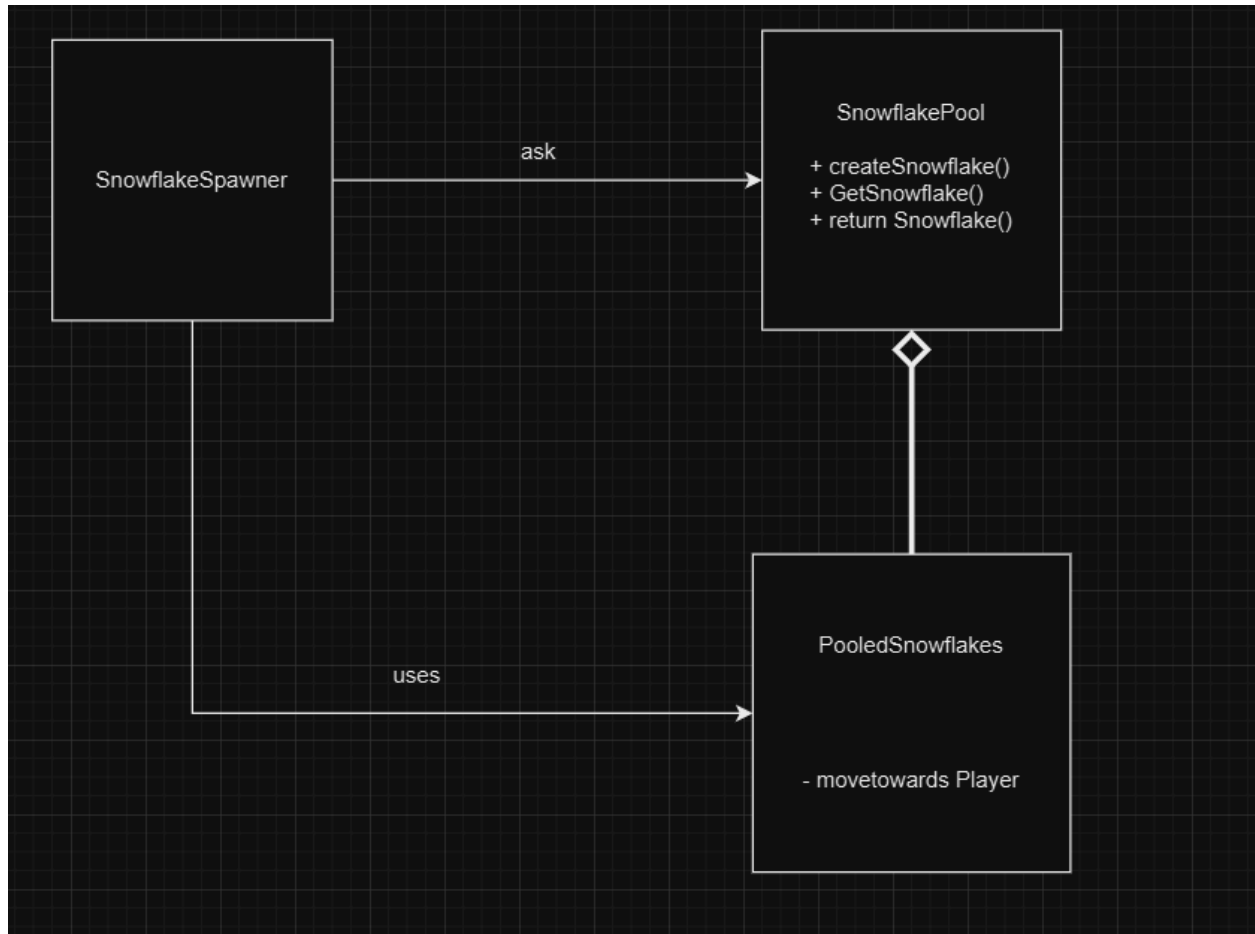 SnowflakeSpawner
ask
SnowflakePool
+ createSnowflake()
+ GetSnowflake()
+ return Snowflake()
uses
PooledSnowflakes
- movetowards Player